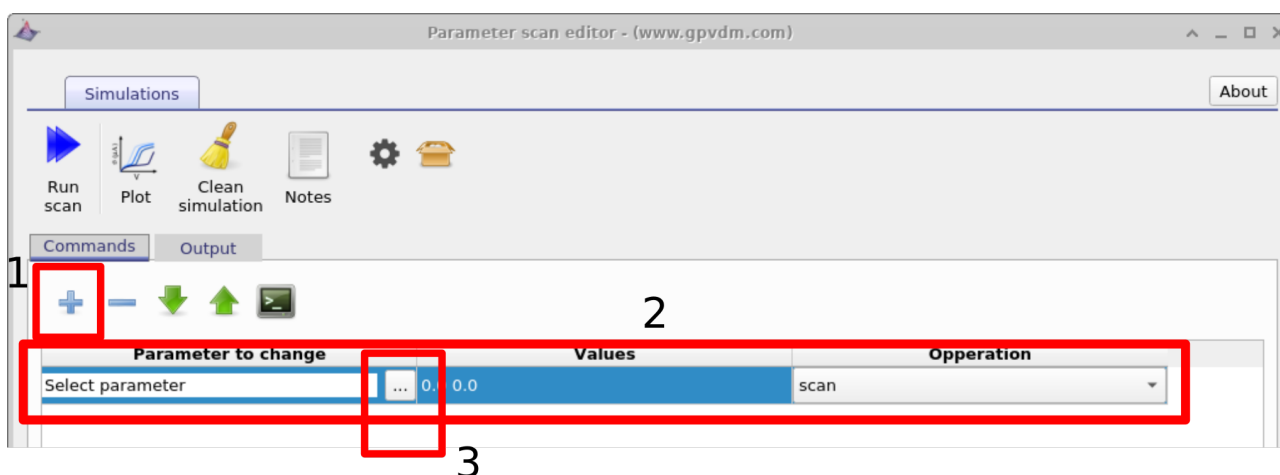 Parameter scan editor - (www.gpvdm.com)
Simulations
About
Run
scan
Plot
Clean
simulation
Notes
Commands
Output
1
2
Parameter to change
Values
Opperation
Select parameter
...
0.0 0.0
scan
3